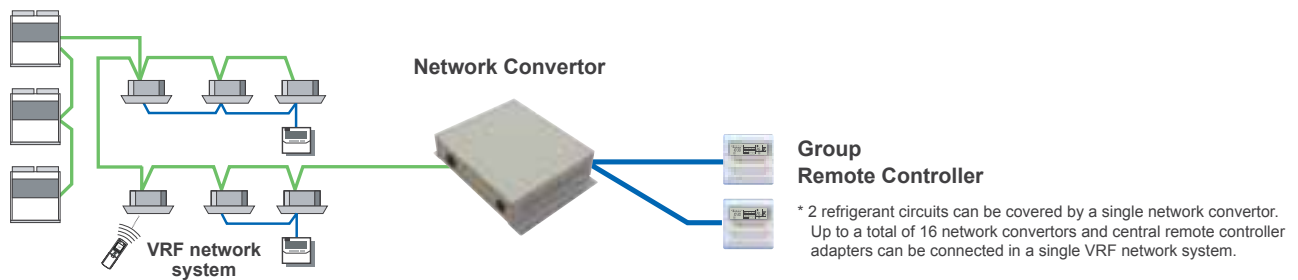 Network Convertor
Group
Remote Controller
* 2 refrigerant circuits can be covered by a single network convertor.
Up to a total of 16 network convertors and central remote controller
adapters can be connected in a single VRF network system.
VRF network
system